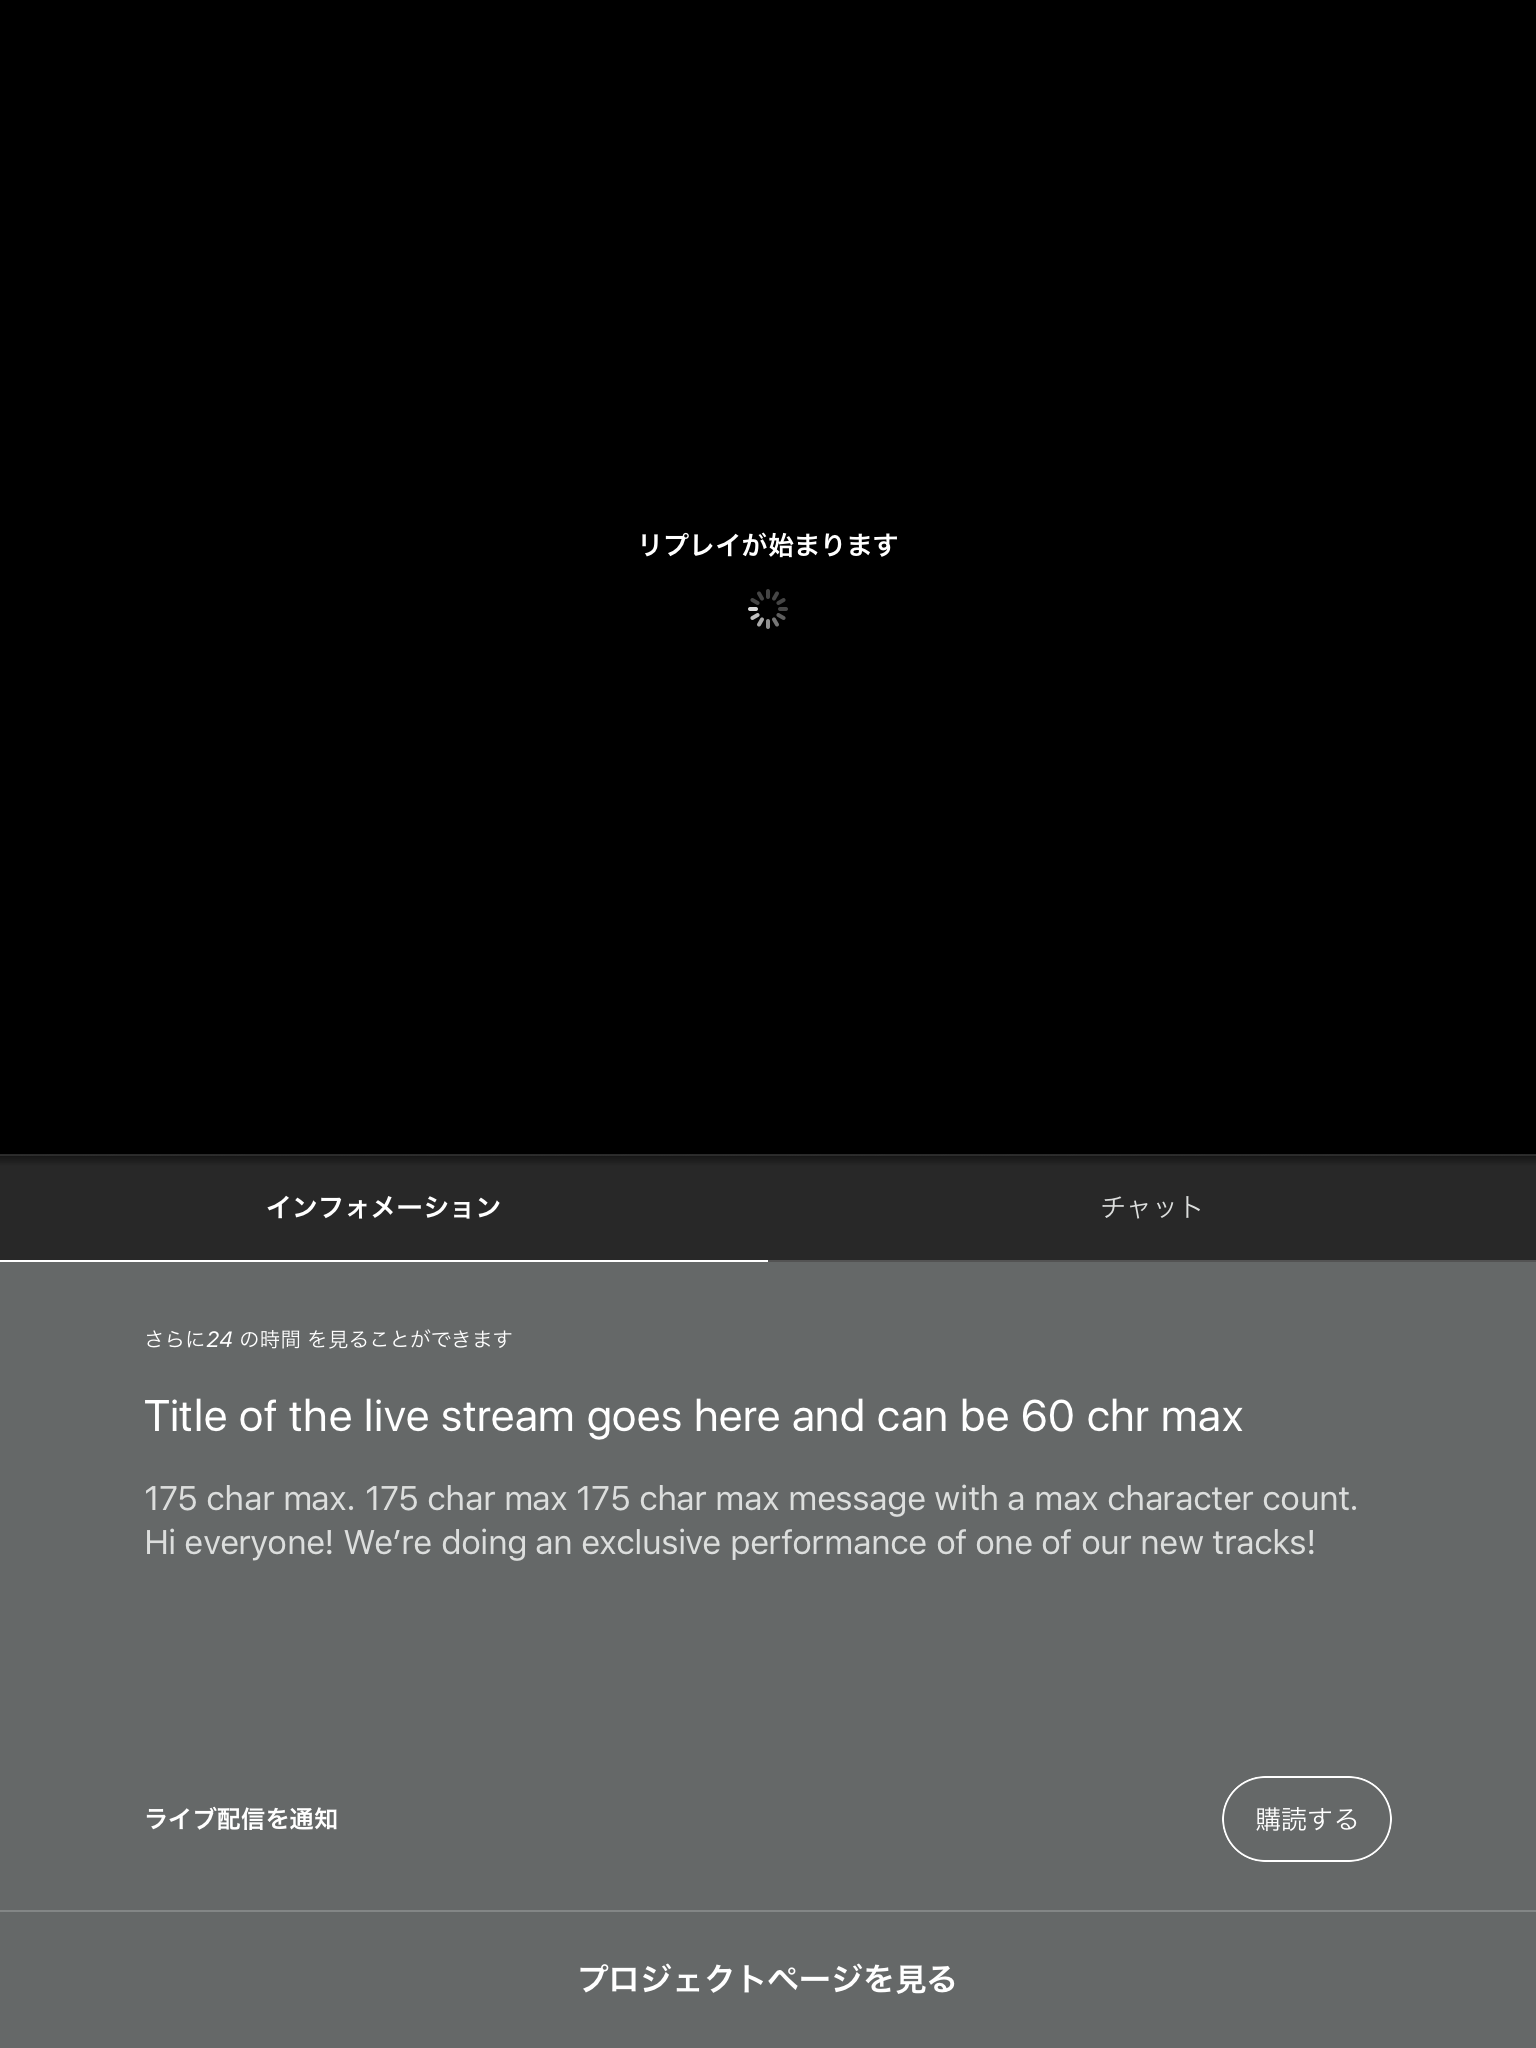 リプレイが始まります
インフォメーション
チャット
さらに24 の時間 を見ることができます
Title of the live stream goes here and can be 60 chr max
175 char max. 175 char max 175 char max message with a max character count.
Hi everyone! We’re doing an exclusive performance of one of our new tracks!
ライブ配信を通知
購読する
プロジェクトページを見る